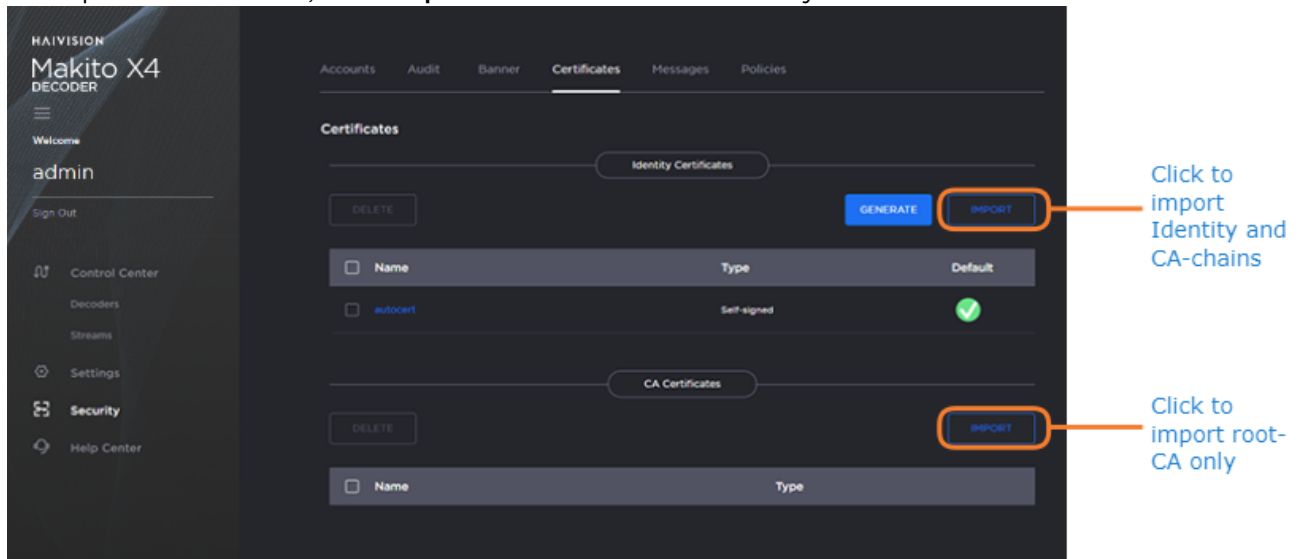 HAIVISION
Makito X4
DECODER
Welcome
admin
Sign Out
Control Center
Decoders
Streams
Settings
Security
Help Center
Accounts Audit Banner Certificates Messages Policies
Certificates
Identity Certificates
DELETE GENERATE IMPORT
Name Type Default
autocert Self-signed
CA Certificates
DELETE IMPORT
Name Type
Click to
import
Identity and
CA-chains
Click to
import root-
CA only